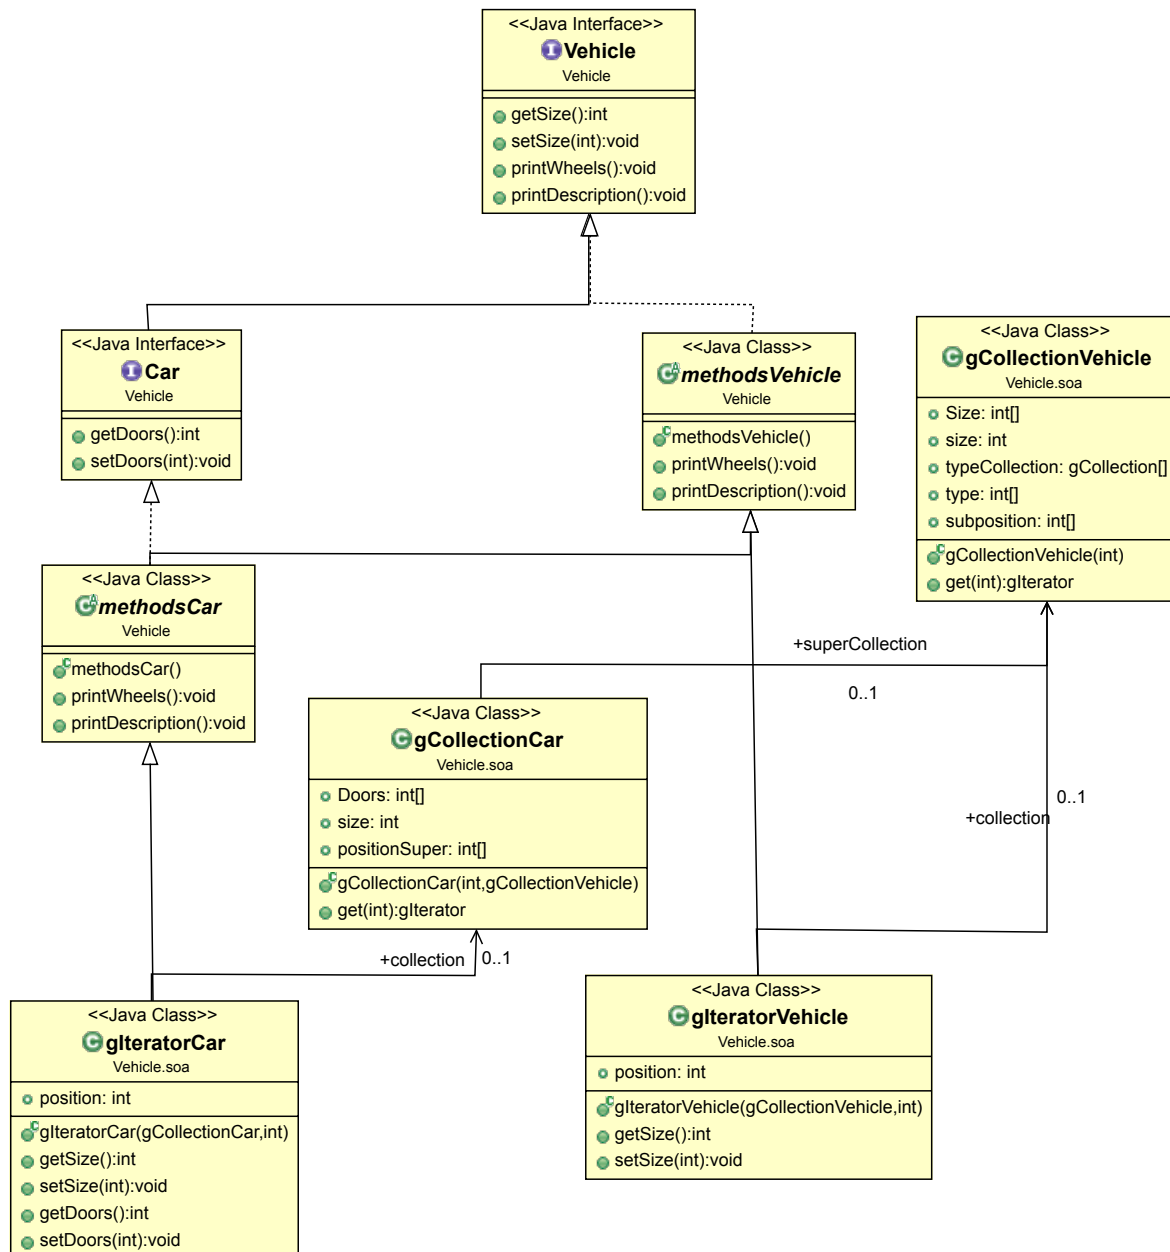 <<Java Interface>>
Vehicle
Vehicle
getSize():int
setSize(int):void
printWheels():void
printDescription():void
<<Java Interface>>
Car
Vehicle
getDoors():int
setDoors(int):void
<<Java Class>>
methodsVehicle
Vehicle
methodsVehicle()
printWheels():void
printDescription():void
<<Java Class>>
gCollectionVehicle
Vehicle.soa
Size: int[]
size: int
typeCollection: gCollection[]
type: int[]
subposition: int[]
gCollectionVehicle(int)
get(int):gIterator
<<Java Class>>
methodsCar
Vehicle
methodsCar()
printWheels():void
printDescription():void
+superCollection
0..1
<<Java Class>>
gCollectionCar
Vehicle.soa
Doors: int[]
size: int
positionSuper: int[]
gCollectionCar(int,gCollectionVehicle)
get(int):gIterator
0..1
+collection
+collection
0..1
<<Java Class>>
gIteratorCar
Vehicle.soa
position: int
gIteratorCar(gCollectionCar,int)
getSize():int
setSize(int):void
getDoors():int
setDoors(int):void
<<Java Class>>
gIteratorVehicle
Vehicle.soa
position: int
gIteratorVehicle(gCollectionVehicle,int)
getSize():int
setSize(int):void